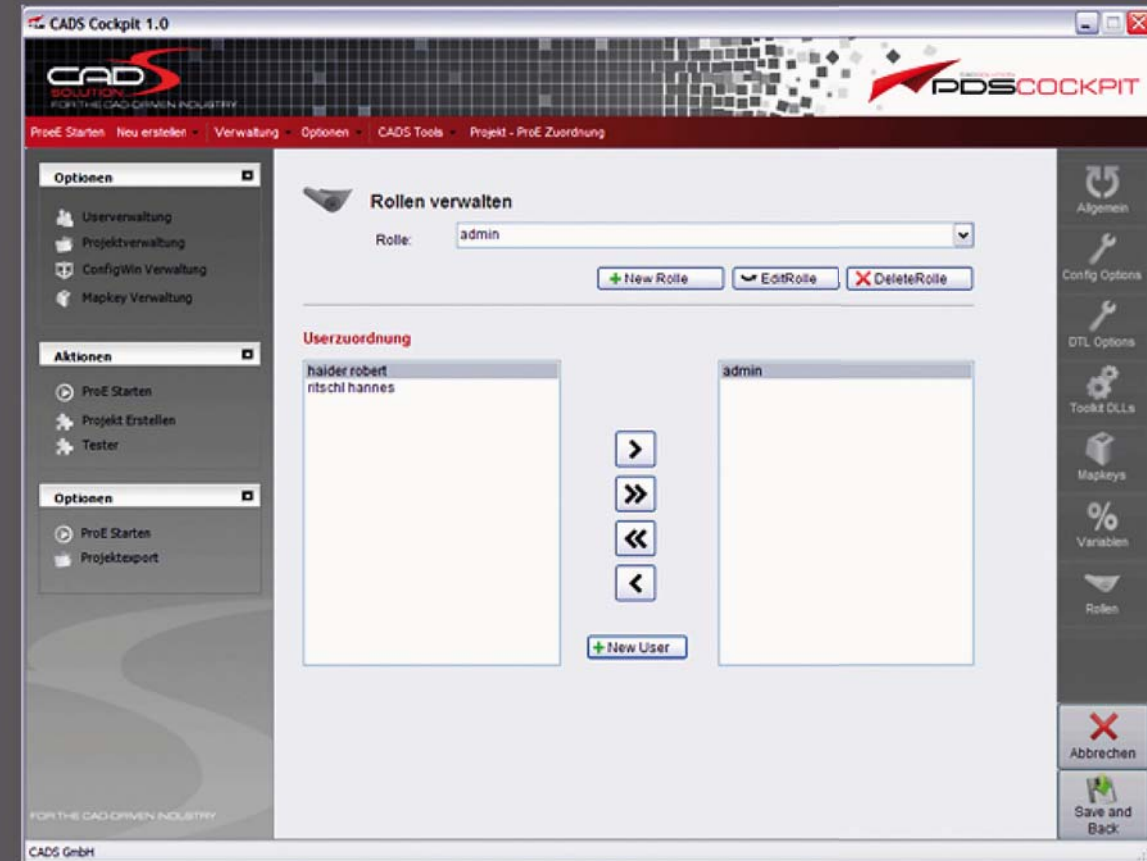 CADS Cockpit 1.0
CADS
SOLUTION
FOR THE CAD-DRIVEN INDUSTRY
PDSCOCKPIT
ProeE Starten Neu erstellen Verwaltung Optionen CADS Tools Projekt - ProE Zuordnung
Optionen
Userverwaltung
Projektverwaltung
ConfigWin Verwaltung
Mapkey Verwaltung
Aktionen
ProE Starten
Projekt Erstellen
Tester
Optionen
ProE Starten
Projektexport
FOR THE CAD-DRIVEN INDUSTRY
Rollen verwalten
Rolle: admin
New Rolle EditRolle DeleteRolle
Userzuordnung
haider robert
ritschl hannes
admin
New User
Allgemein
Config Options
DTL Options
Toolkit DLLs
Mapkeys
%
Variablen
Rollen
Abbrechen
Save and
Back
CADS GmbH